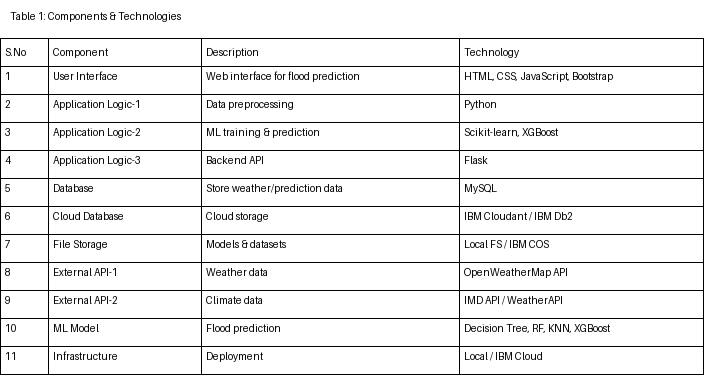 Table 1: Components & Technologies
S.No Component Description Technology
1 User Interface Web interface for flood prediction HTML, CSS, JavaScript, Bootstrap
2 Application Logic-1 Data preprocessing Python
3 Application Logic-2 ML training & prediction Scikit-learn, XGBoost
4 Application Logic-3 Backend API Flask
5 Database Store weather/prediction data MySQL
6 Cloud Database Cloud storage IBM Cloudant / IBM Db2
7 File Storage Models & datasets Local FS / IBM COS
8 External API-1 Weather data OpenWeatherMap API
9 External API-2 Climate data IMD API / WeatherAPI
10 ML Model Flood prediction Decision Tree, RF, KNN, XGBoost
11 Infrastructure Deployment Local / IBM Cloud